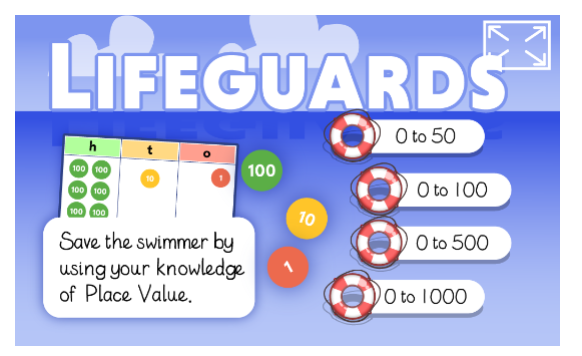 LIFEGUARDS
h t o
100 100 10 1
100 100
100 100
100
10
1
Save the swimmer by
using your knowledge
of Place Value.
0 to 50
0 to 100
0 to 500
0 to 1000